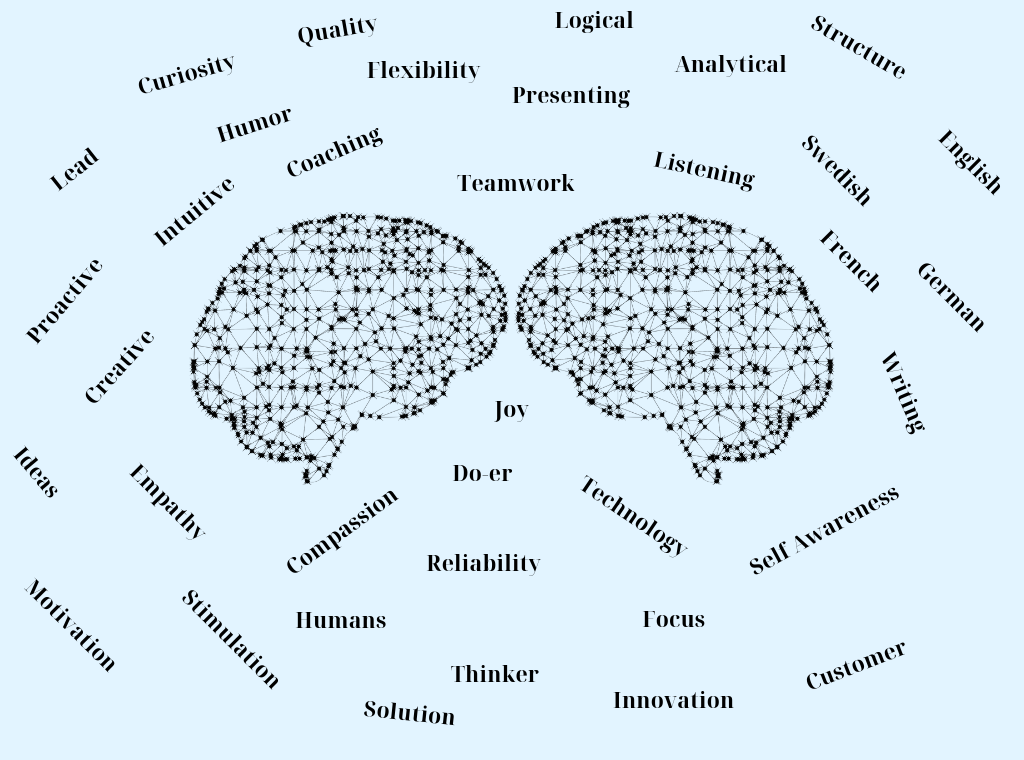 Quality
Logical
Structure
Curiosity
Flexibility
Analytical
Presenting
Humor
Coaching
Lead
Listening
Swedish
English
Teamwork
Intuitive
French
Proactive
German
Creative
Writing
Joy
Ideas
Do-er
Empathy
Technology
Compassion
Self Awareness
Reliability
Motivation
Stimulation
Humans
Focus
Thinker
Customer
Innovation
Solution